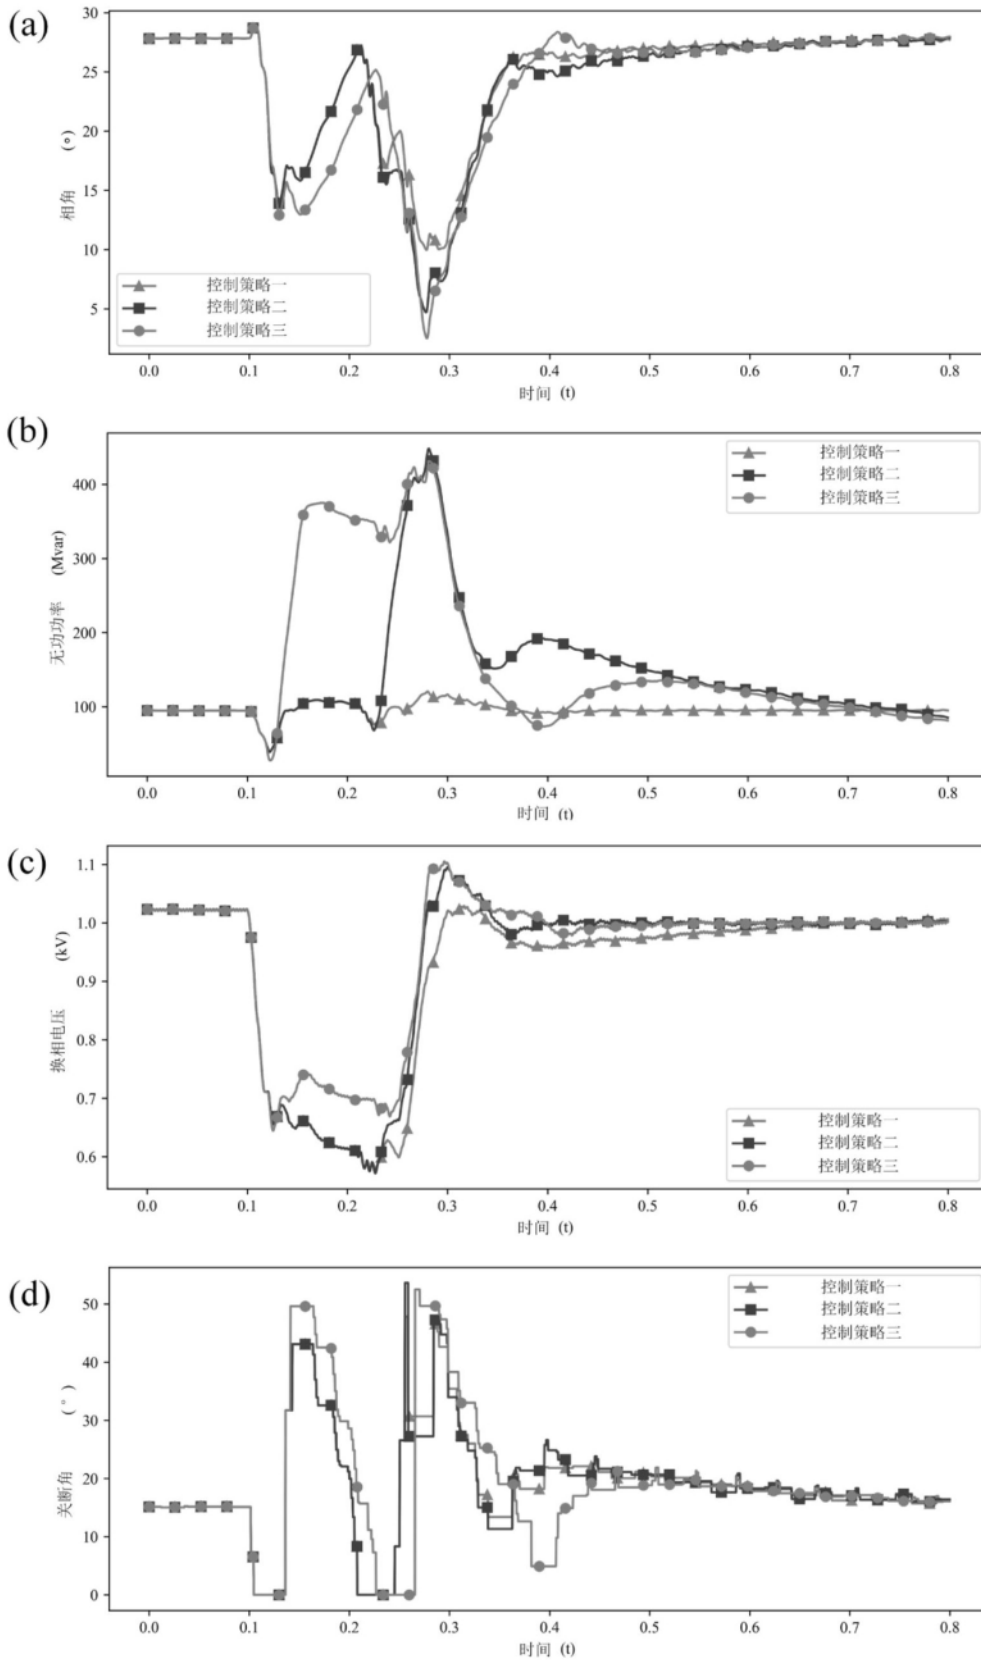 (a)
30
25
20
15
10
5
相角 (°)
控制策略一
控制策略二
控制策略三
0.0 0.1 0.2 0.3 0.4 0.5 0.6 0.7 0.8
时间 (t)
(b)
400
300
200
100
无功功率 (Mvar)
控制策略一
控制策略二
控制策略三
0.0 0.1 0.2 0.3 0.4 0.5 0.6 0.7 0.8
时间 (t)
(c)
1.1
1.0
0.9
0.8
0.7
0.6
换相电压 (kV)
控制策略一
控制策略二
控制策略三
0.0 0.1 0.2 0.3 0.4 0.5 0.6 0.7 0.8
时间 (t)
(d)
50
40
30
20
10
0
关断角 (°)
控制策略一
控制策略二
控制策略三
0.0 0.1 0.2 0.3 0.4 0.5 0.6 0.7 0.8
时间 (t)